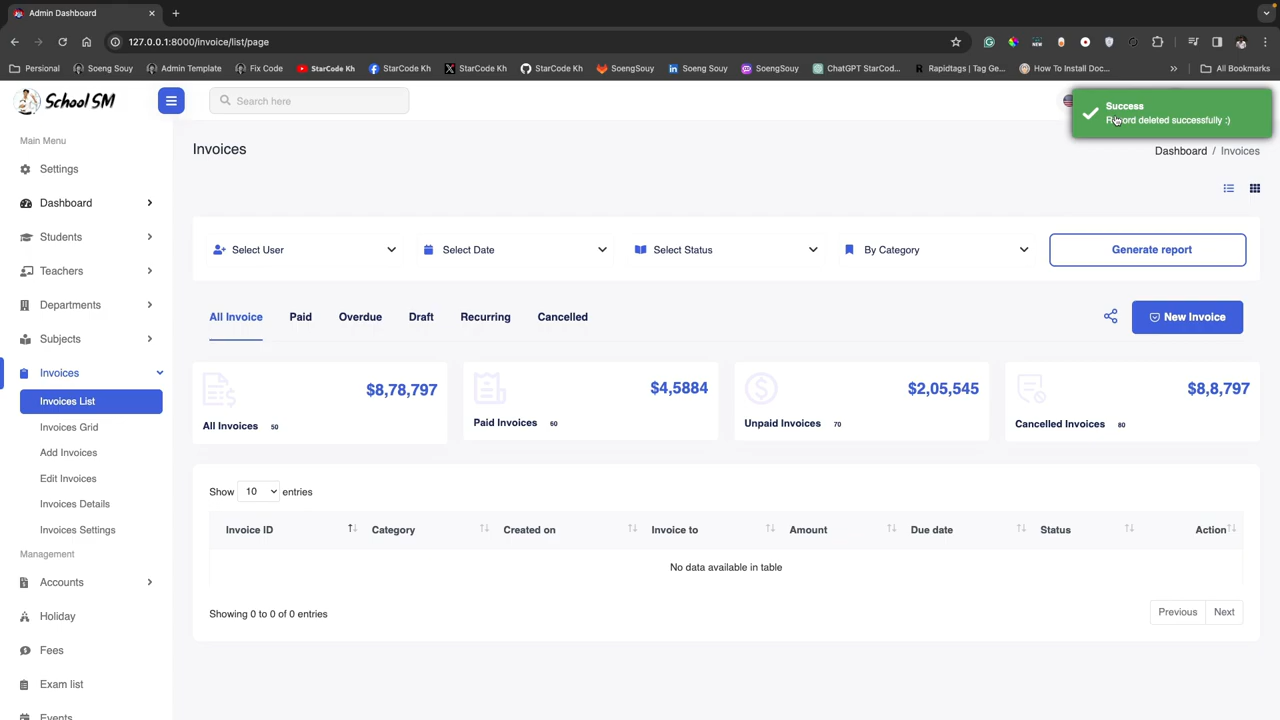 Admin Dashboard
127.0.0.1:8000/invoice/list/page
Personal Soeng Souy Admin Template Fix Code StarCode Kh StarCode Kh StarCode Kh StarCode Kh SoengSouy Soeng Souy SoengSouy ChatGPT StarCod... Rapidtags | Tag Ge... How To Install Doc... » All Bookmarks
School SM
Search here
Success
Record deleted successfully :)
Main Menu
Settings
Dashboard
Students
Teachers
Departments
Subjects
Invoices
Invoices List
Invoices Grid
Add Invoices
Edit Invoices
Invoices Details
Invoices Settings
Management
Accounts
Holiday
Fees
Exam list
Events
Invoices
Dashboard / Invoices
Select User Select Date Select Status By Category Generate report
All Invoice Paid Overdue Draft Recurring Cancelled New Invoice
$8,78,797 $4,5884 $2,05,545 $8,8,797
All Invoices 50 Paid Invoices 60 Unpaid Invoices 70 Cancelled Invoices 80
Show 10 entries
Invoice ID Category Created on Invoice to Amount Due date Status Action
No data available in table
Showing 0 to 0 of 0 entries
Previous Next